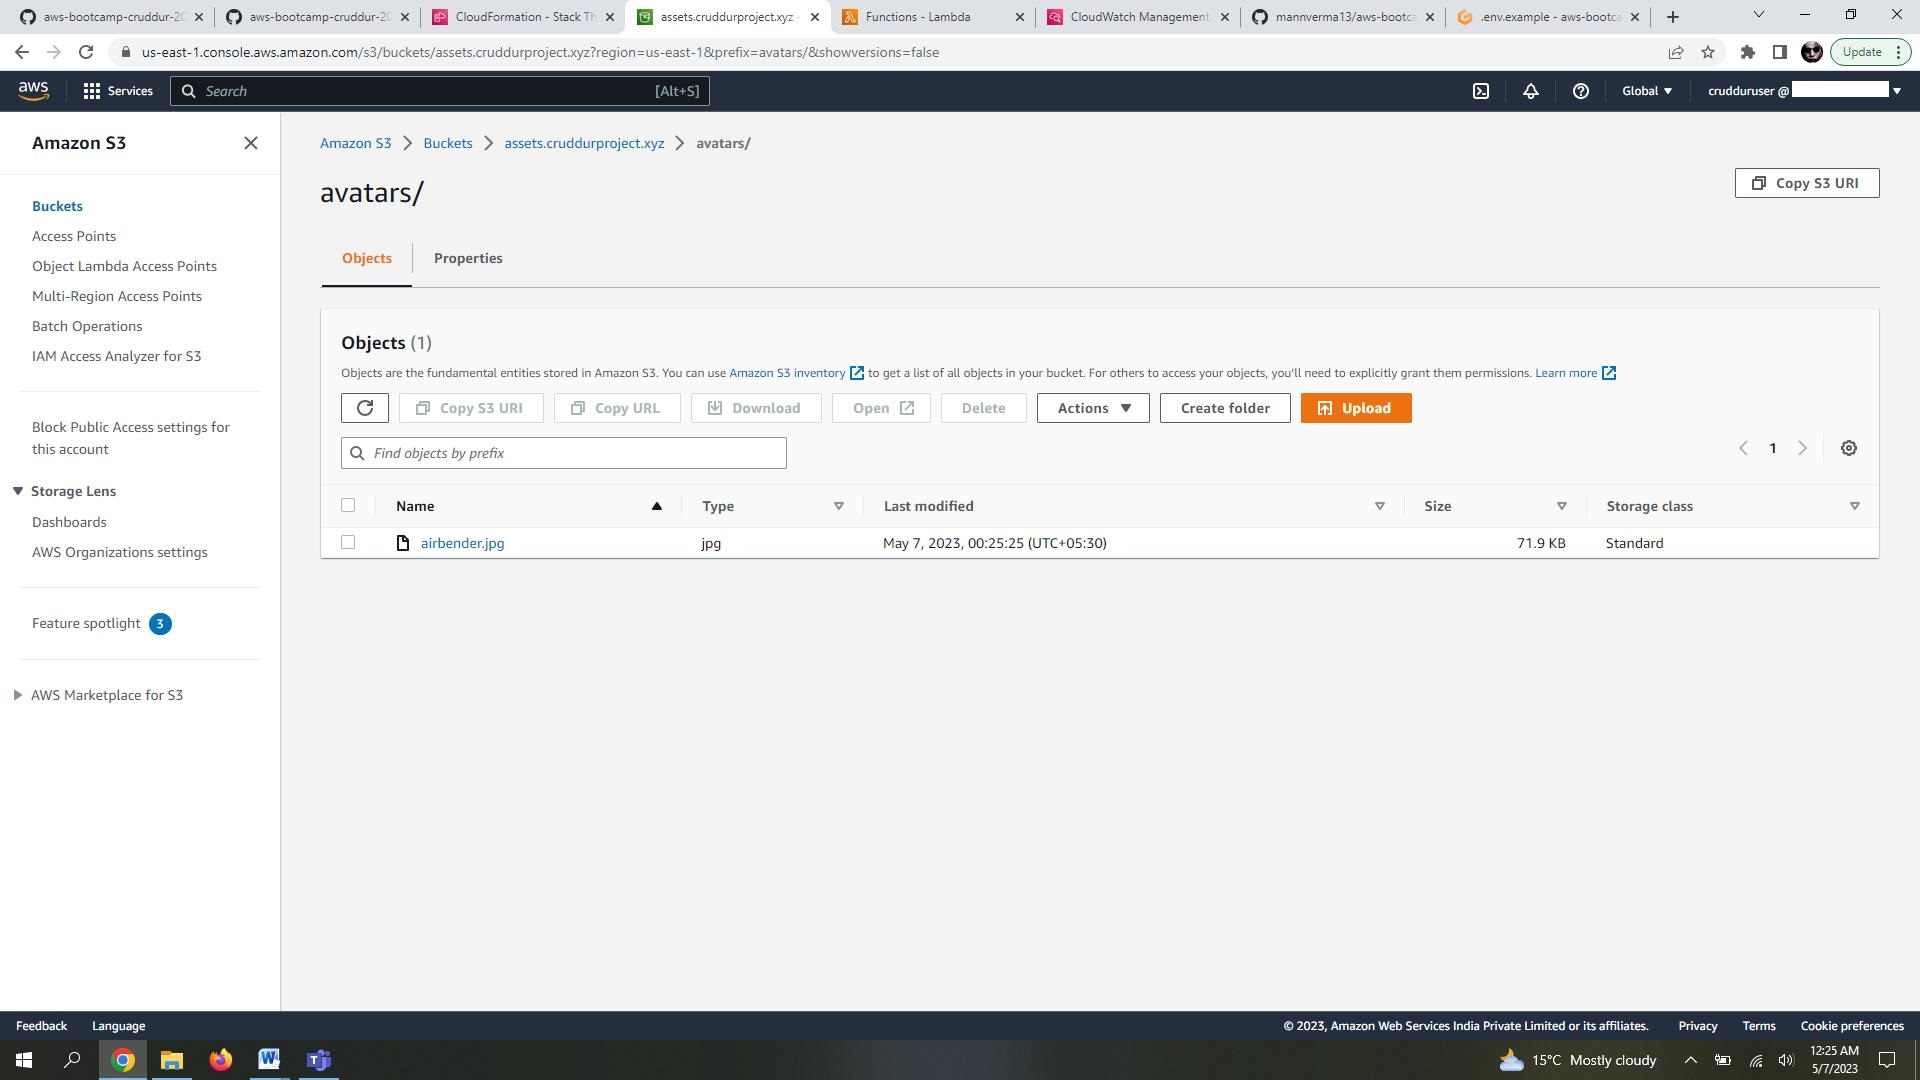 aws-bootcamp-cruddur-20
aws-bootcamp-cruddur-20
CloudFormation - Stack Th
assets.cruddurproject.xyz -
Functions - Lambda
CloudWatch Management
mannverma13/aws-bootca
.env.example - aws-bootca
us-east-1.console.aws.amazon.com/s3/buckets/assets.cruddurproject.xyz?region=us-east-1&prefix=avatars/&showversions=false
Update
aws
Services
Search
[Alt+S]
Global
crudduruser @
Amazon S3
Buckets
Access Points
Object Lambda Access Points
Multi-Region Access Points
Batch Operations
IAM Access Analyzer for S3
Block Public Access settings for
this account
Storage Lens
Dashboards
AWS Organizations settings
Feature spotlight 3
AWS Marketplace for S3
Amazon S3 > Buckets > assets.cruddurproject.xyz > avatars/
avatars/
Copy S3 URI
Objects
Properties
Objects (1)
Objects are the fundamental entities stored in Amazon S3. You can use Amazon S3 inventory to get a list of all objects in your bucket. For others to access your objects, you'll need to explicitly grant them permissions. Learn more
Copy S3 URI
Copy URL
Download
Open
Delete
Actions
Create folder
Upload
Find objects by prefix
1
Name Type Last modified Size Storage class
airbender.jpg jpg May 7, 2023, 00:25:25 (UTC+05:30) 71.9 KB Standard
Feedback Language
© 2023, Amazon Web Services India Private Limited or its affiliates. Privacy Terms Cookie preferences
15°C Mostly cloudy
12:25 AM
5/7/2023